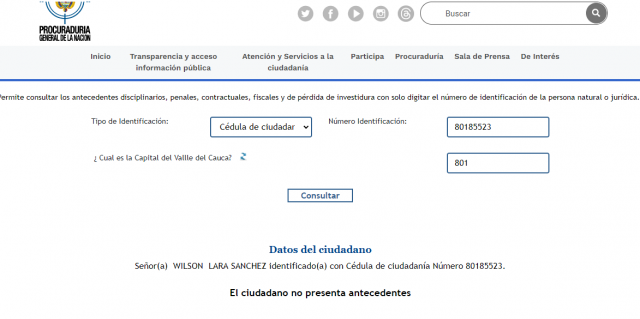 PROCURADURIA
GENERAL DE LA NACION
Buscar
Inicio
Transparencia y acceso
información pública
Atención y Servicios a la
ciudadanía
Participa
Procuraduría
Sala de Prensa
De Interés
Permite consultar los antecedentes disciplinarios, penales, contractuales, fiscales y de pérdida de investidura con solo digitar el número de identificación de la persona natural o jurídica.
Tipo de Identificación:
Cédula de ciudadar
Número Identificación:
80185523
¿ Cual es la Capital del Vallle del Cauca?
801
Consultar
Datos del ciudadano
Señor(a) WILSON LARA SANCHEZ identificado(a) con Cédula de ciudadanía Número 80185523.
El ciudadano no presenta antecedentes